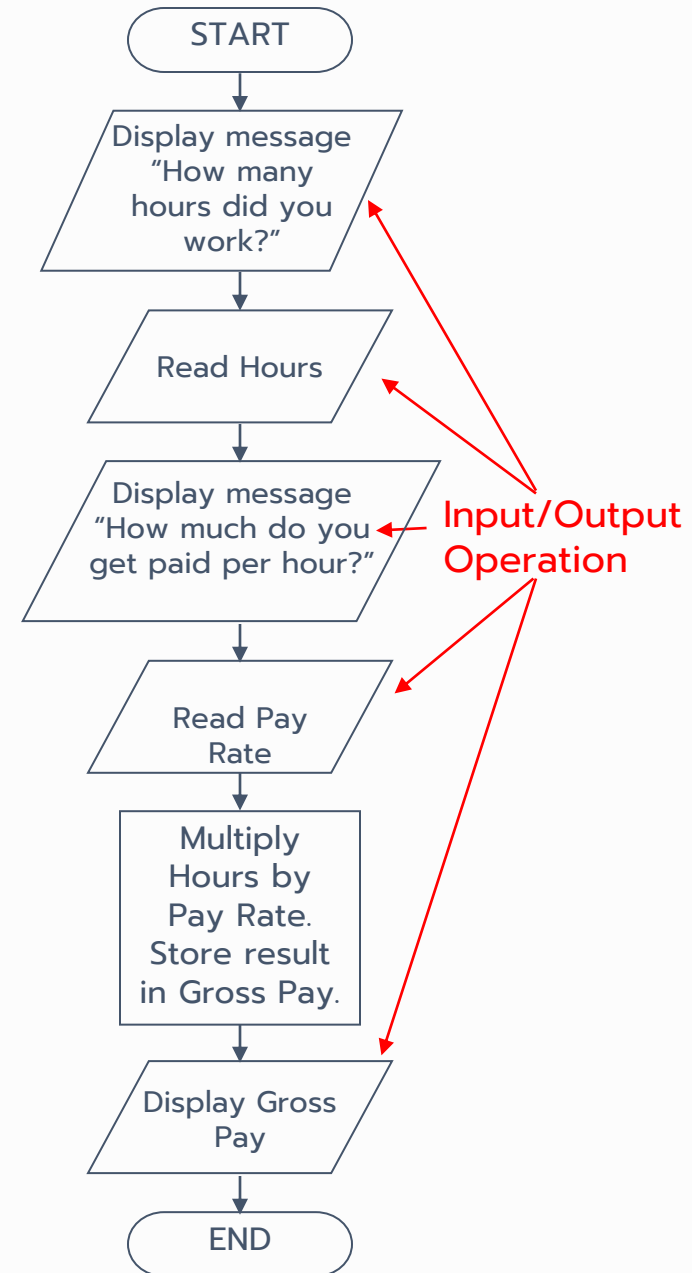 START
Display message
“How many
hours did you
work?”
Read Hours
Display message
“How much do you
get paid per hour?”
Input/Output
Operation
Read Pay
Rate
Multiply
Hours by
Pay Rate.
Store result
in Gross Pay.
Display Gross
Pay
END